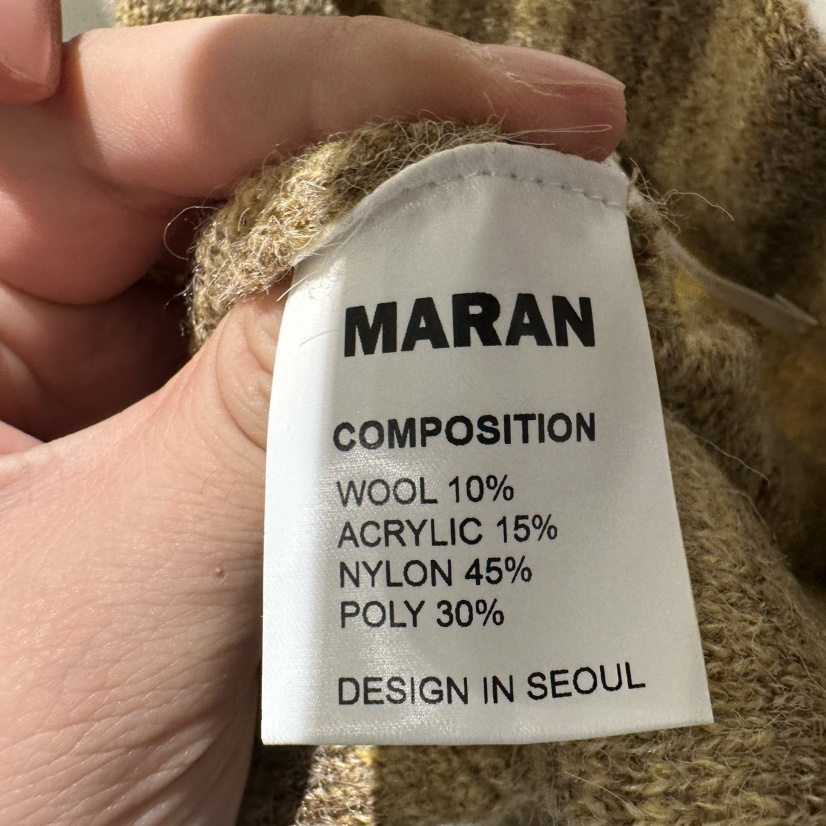 MARAN
COMPOSITION
WOOL 10%
ACRYLIC 15%
NYLON 45%
POLY 30%
DESIGN IN SEOUL